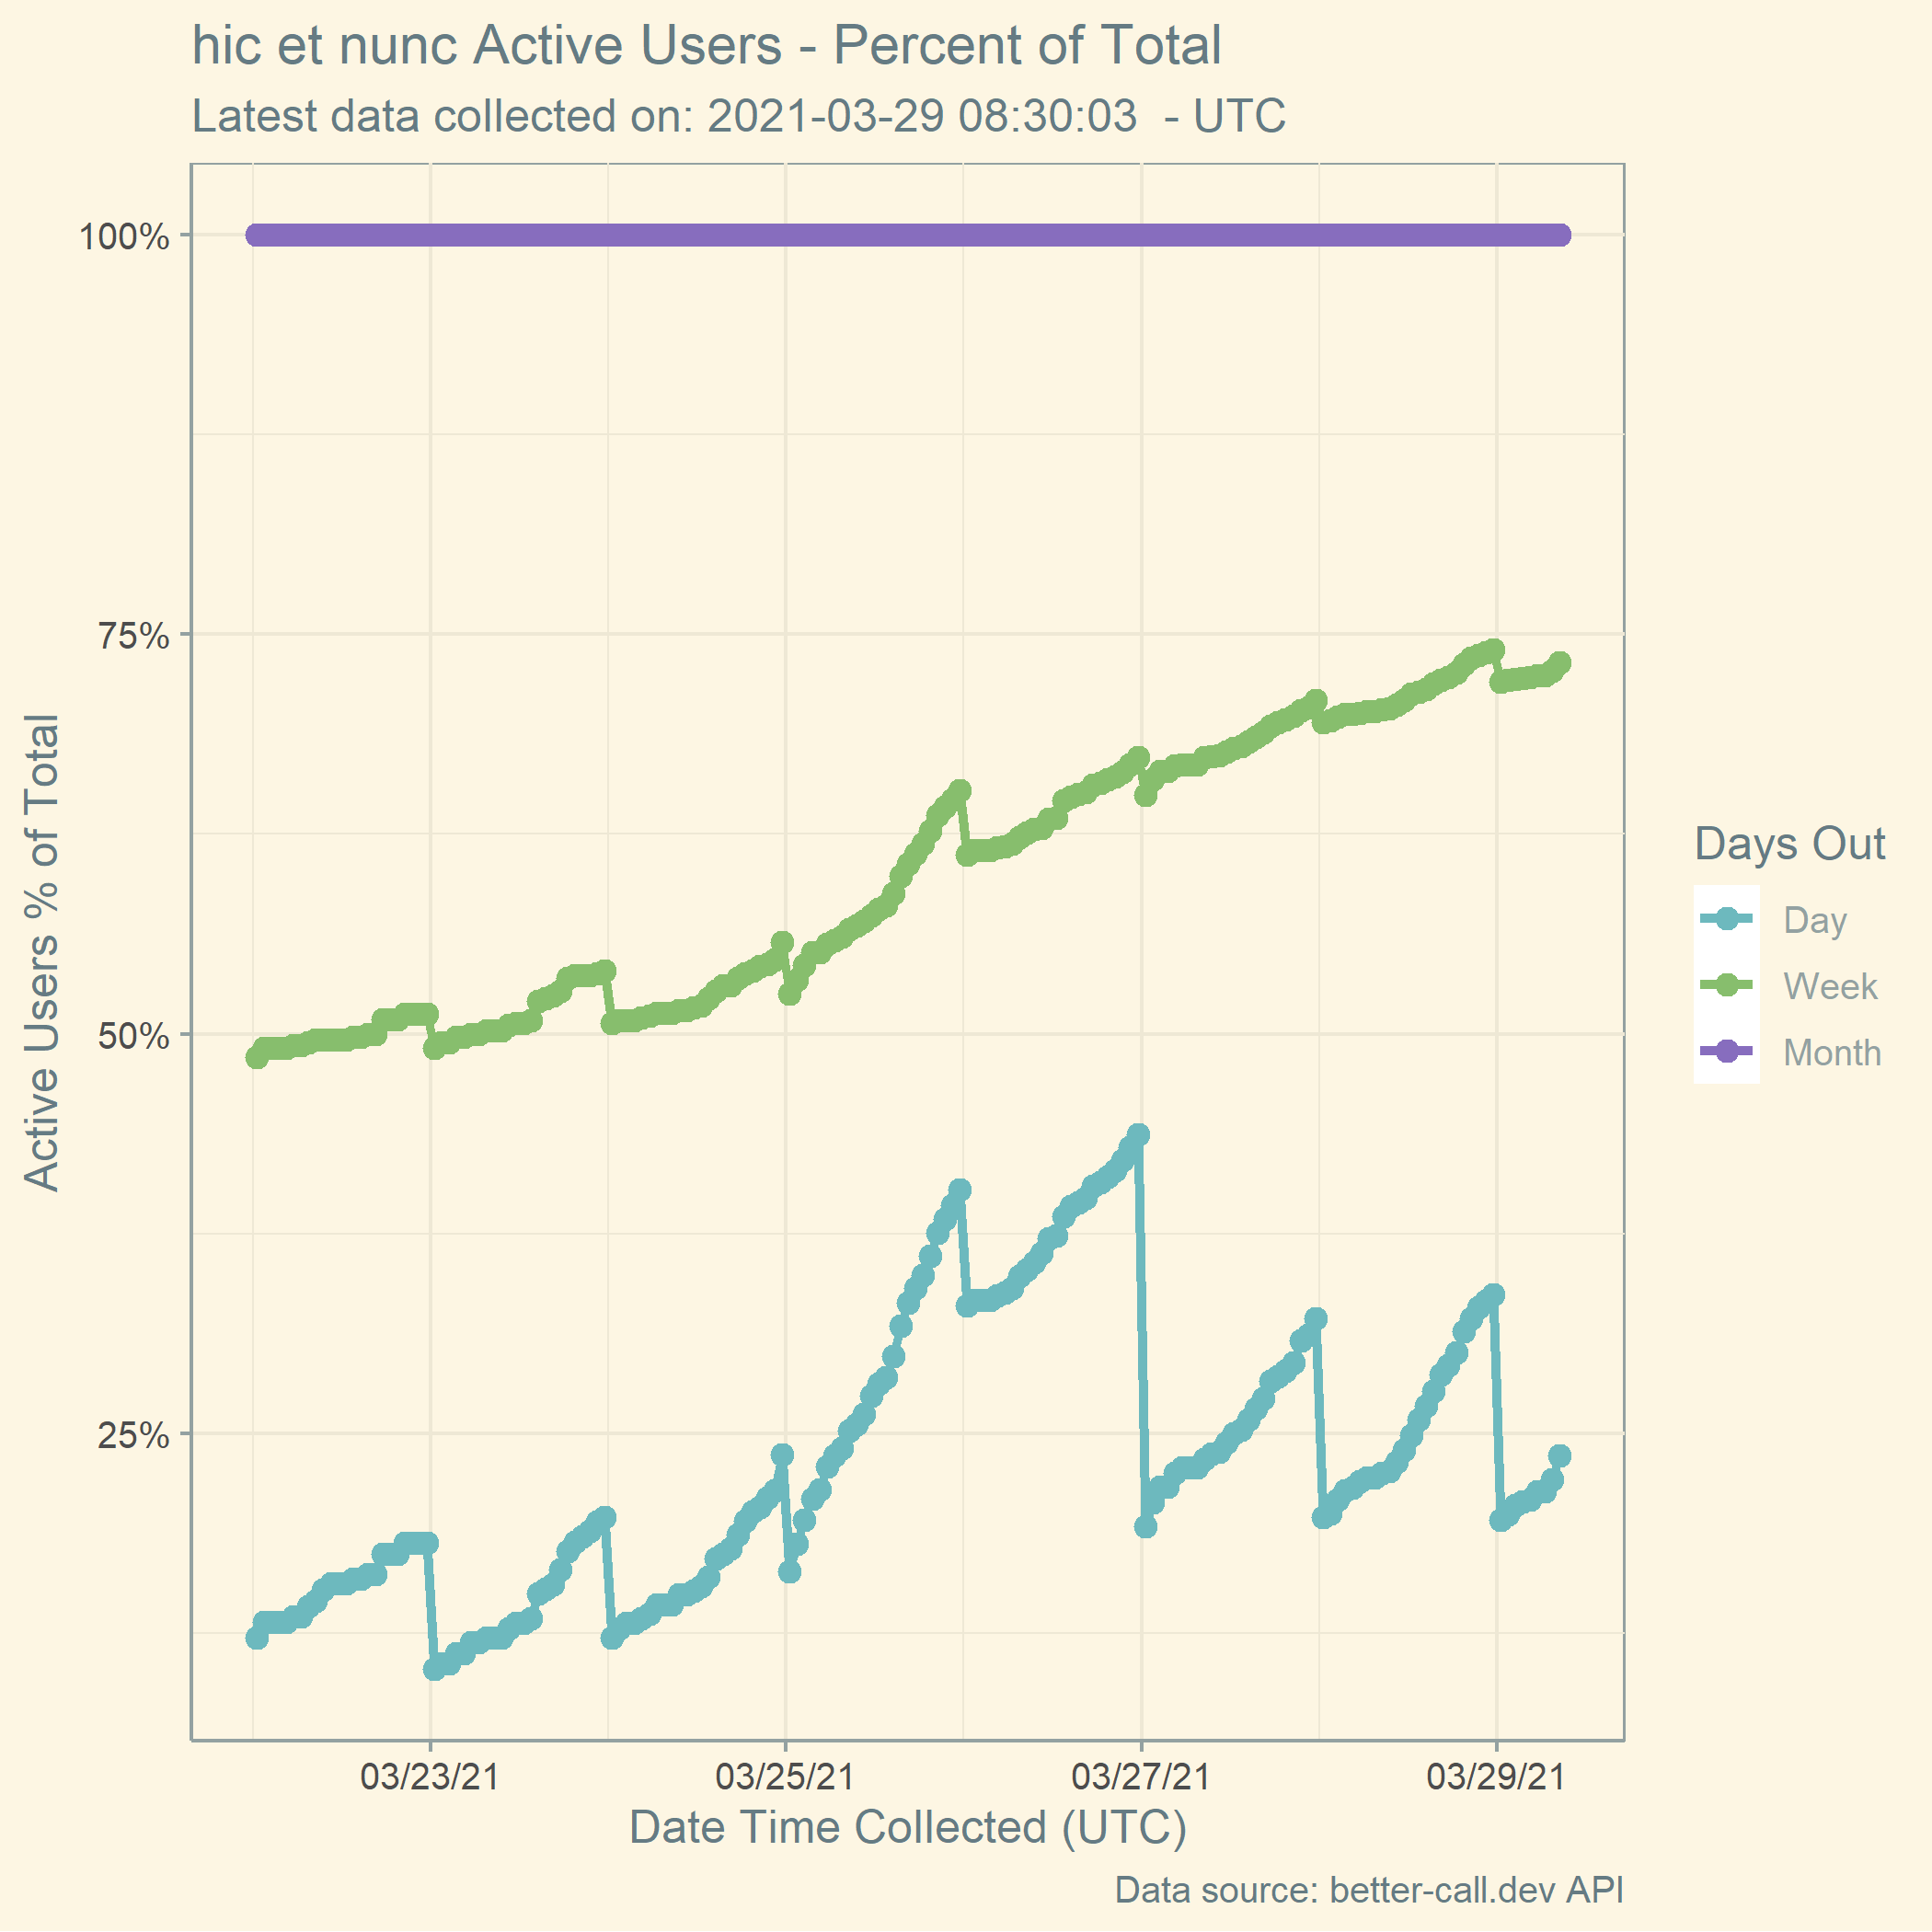 hic et nunc Active Users - Percent of Total
Latest data collected on: 2021-03-29 08:30:03  - UTC
Active Users % of Total
100%
75%
50%
25%
03/23/21
03/25/21
03/27/21
03/29/21
Date Time Collected (UTC)
Days Out
Day
Week
Month
Data source: better-call.dev API